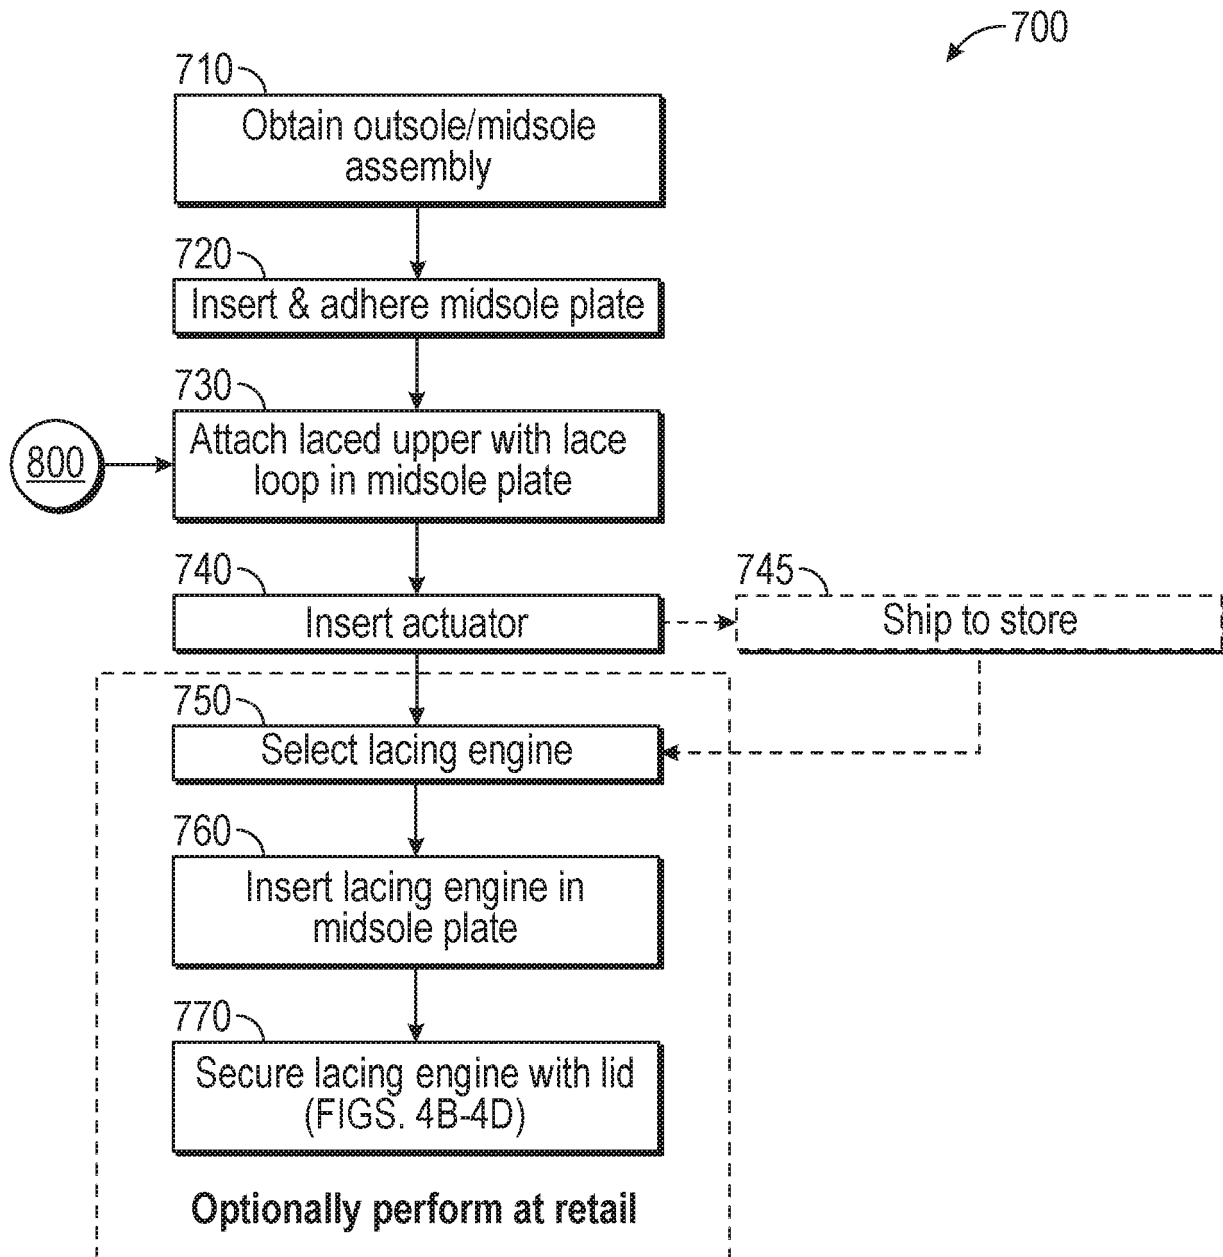 700
710
Obtain outsole/midsole
assembly
720
Insert & adhere midsole plate
730
800
Attach laced upper with lace
loop in midsole plate
740
Insert actuator
745
Ship to store
750
Select lacing engine
760
Insert lacing engine in
midsole plate
770
Secure lacing engine with lid
(FIGS. 4B-4D)
Optionally perform at retail